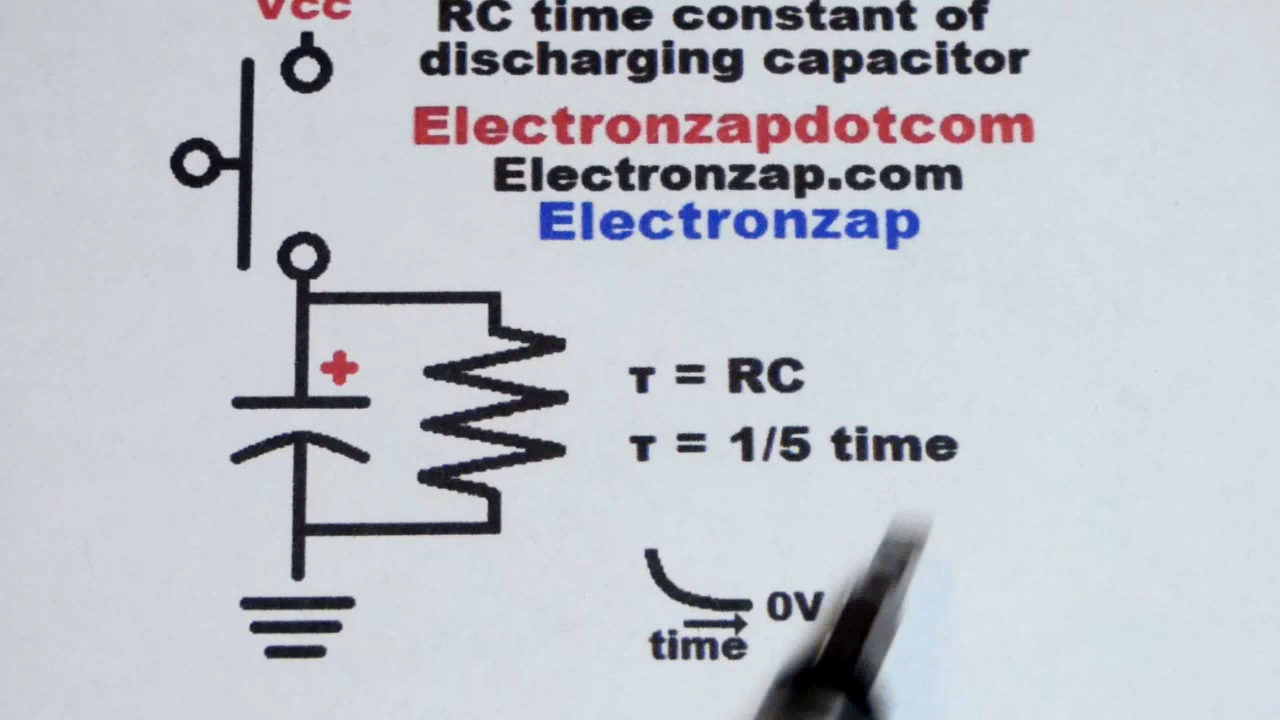 Vcc
RC time constant of
discharging capacitor
Electronzapdotcom
Electronzap.com
Electronzap
+
τ = RC
τ = 1/5 time
0V
time